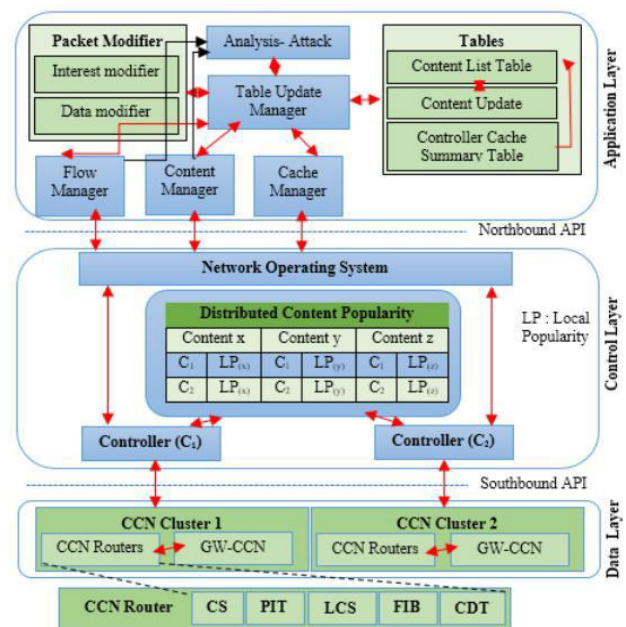 Packet Modifier
Interest modifier
Data modifier
Analysis- Attack
Table Update
Manager
Tables
Content List Table
Content Update
Controller Cache
Summary Table
Flow
Manager
Content
Manager
Cache
Manager
Application Layer
Northbound API
Network Operating System
Distributed Content Popularity
Content x Content y Content z
C₁ LP₍ₓ₎ C₁ LP(y) C₁ LP(z)
C₂ LP₍ₓ₎ C₂ LP(y) C₂ LP(z)
LP : Local
Popularity
Control Layer
Controller (C₁)
Controller (C₂)
Southbound API
CCN Cluster 1
CCN Routers
GW-CCN
CCN Cluster 2
CCN Routers
GW-CCN
Data Layer
CCN Router CS PIT LCS FIB CDT